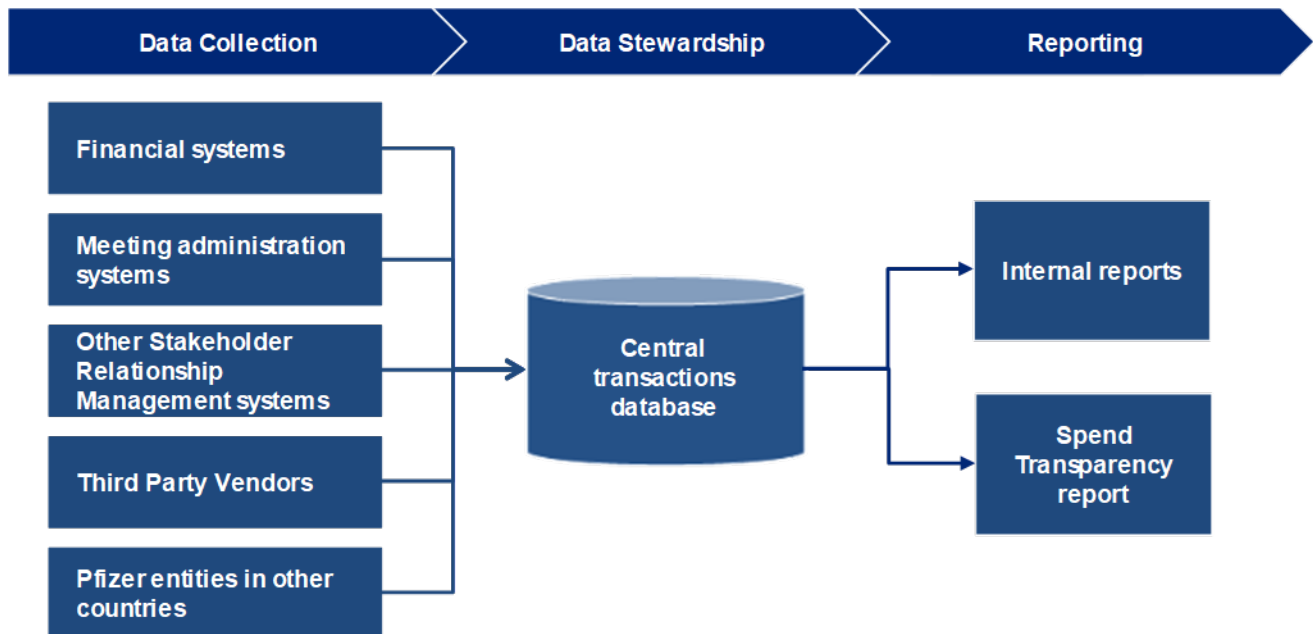 Data Collection
Data Stewardship
Reporting
Financial systems
Meeting administration
systems
Other Stakeholder
Relationship
Management systems
Third Party Vendors
Pfizer entities in other
countries
Central
transactions
database
Internal reports
Spend
Transparency
report